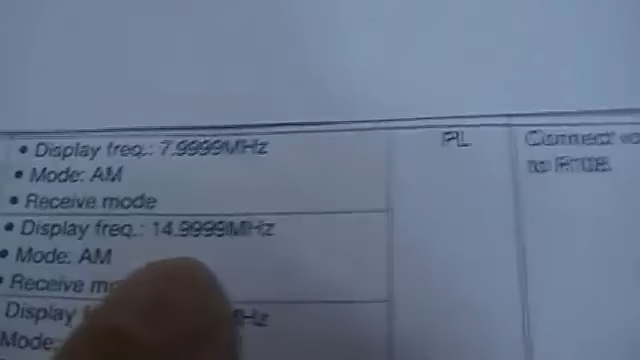 • Display freq.: 7.9999MHz
• Mode: AM
• Receive mode
PL
Connect
to
• Display freq.: 14.9999MHz
• Mode: AM
• Receive
Display
Hz
Mode: